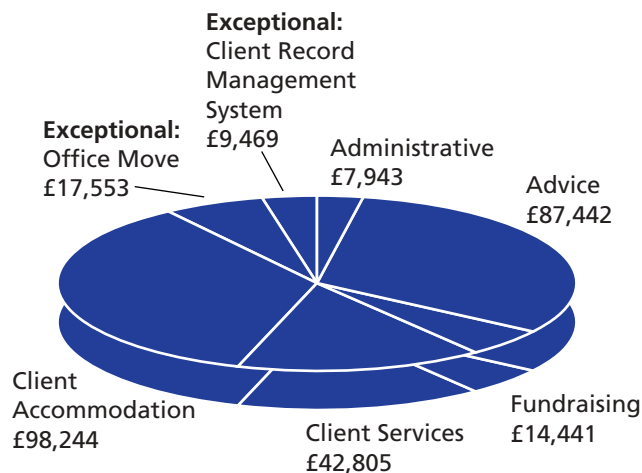 Exceptional:
Client Record
Management
System
£9,469
Exceptional:
Office Move
£17,553
Administrative
£7,943
Advice
£87,442
Client
Accommodation
£98,244
Client Services
£42,805
Fundraising
£14,441